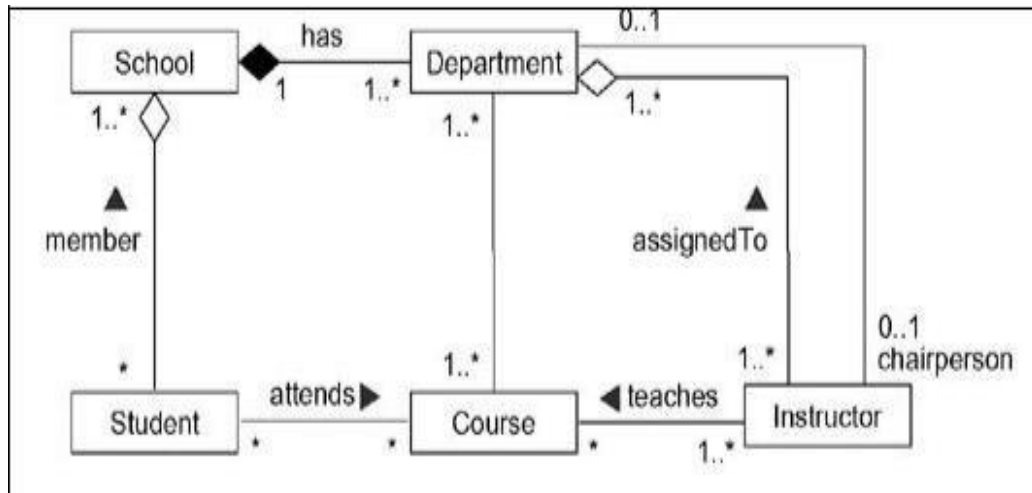 0..1
has
School
Department
1
1..*
1..*
1..*
1..*
member
assignedTo
0..1
chairperson
*
1..*
1..*
attends
teaches
Student
Course
Instructor
*
*
*
1..*